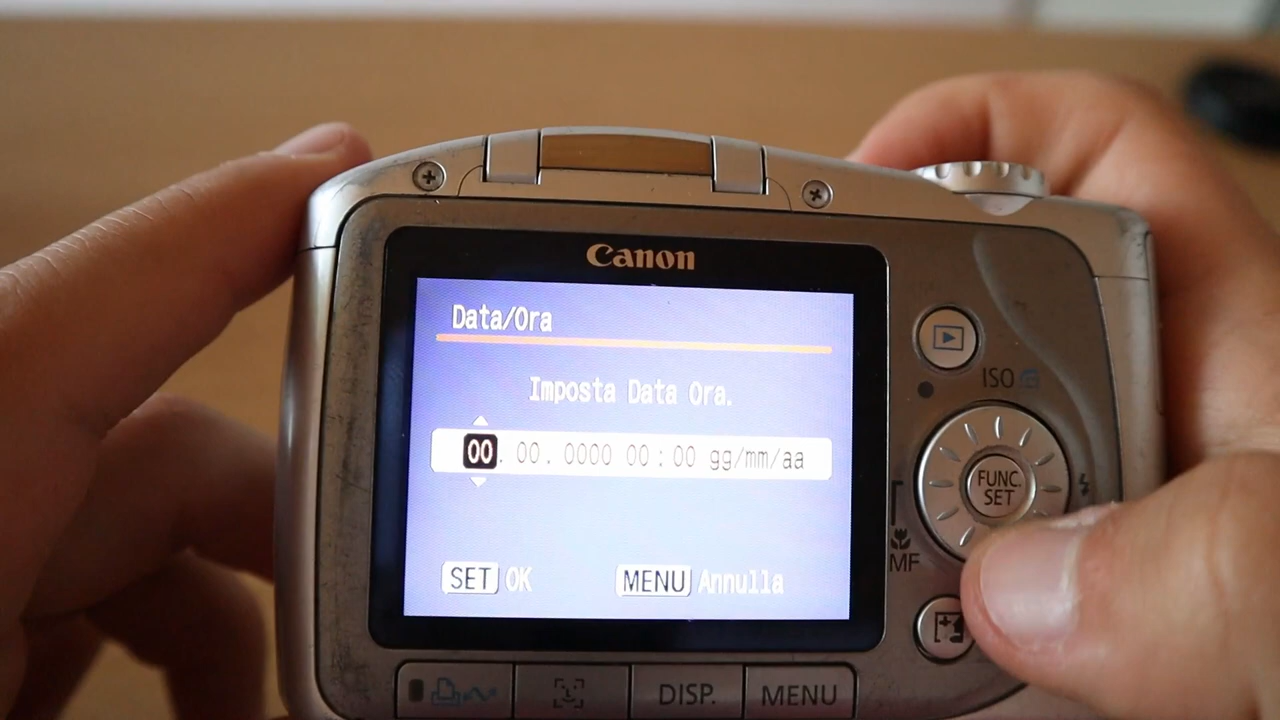 Canon
Data/Ora
Imposta Data Ora.
00. 00. 0000 00:00 gg/mm/aa
SET OK MENU Annulla
ISO
FUNC.
SET
MF
DISP. MENU